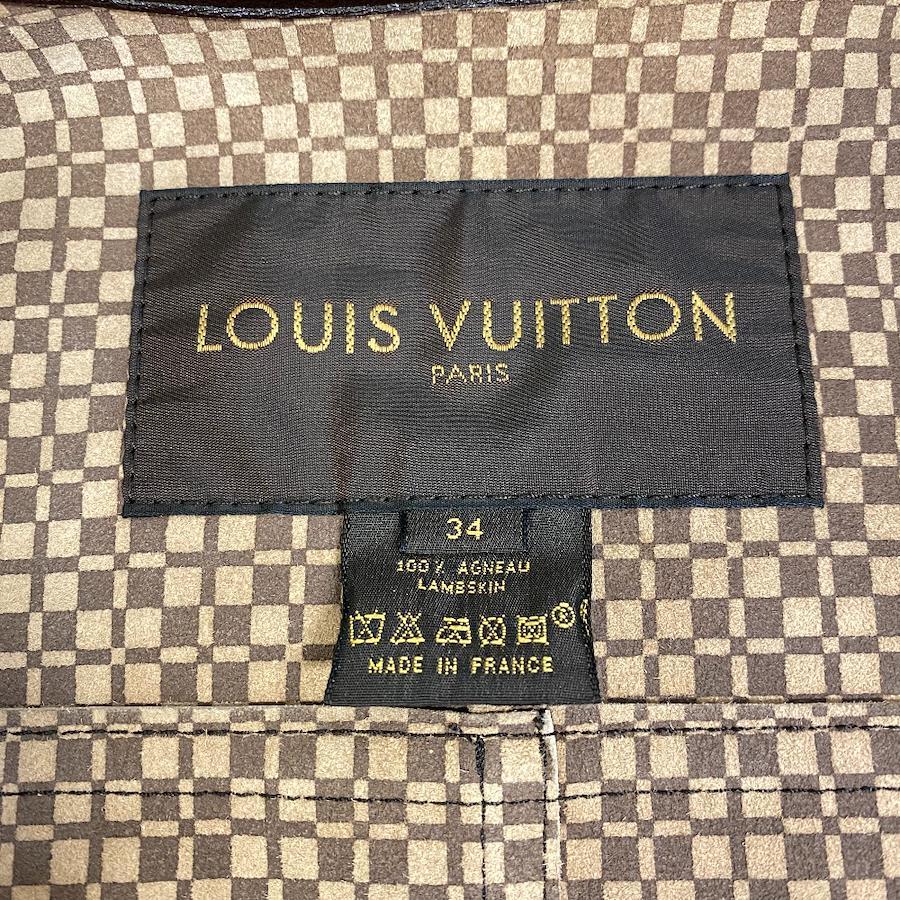 LOUIS VUITTON
PARIS
34
100% AGNEAU
LAMBSKIN
MADE IN FRANCE